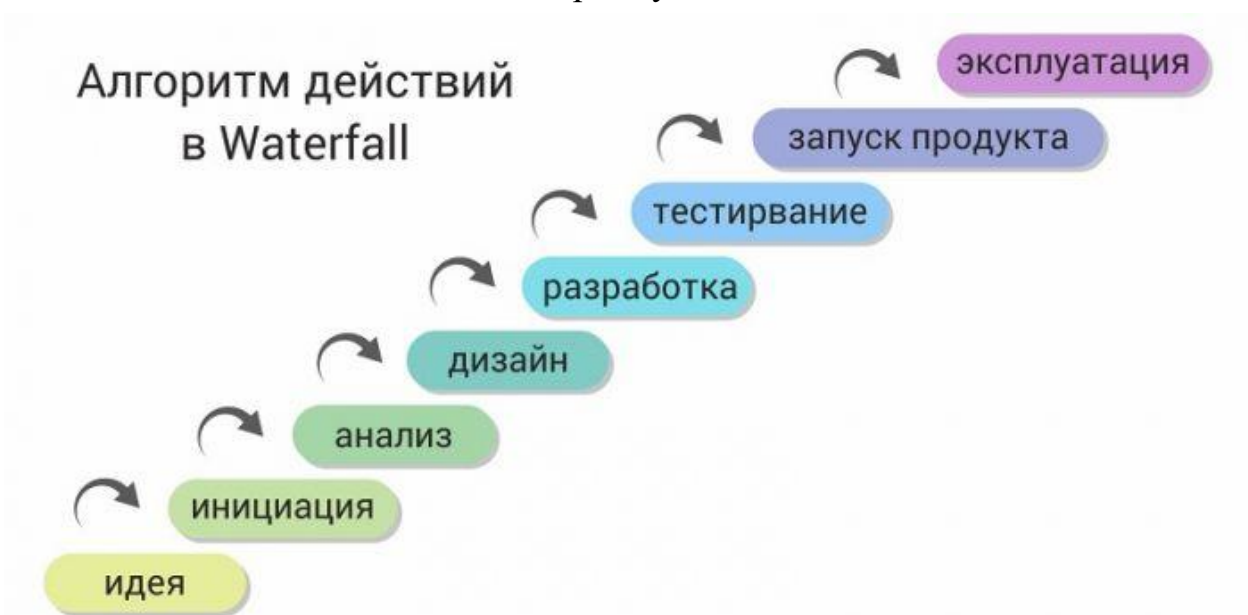 Алгоритм действий
в Waterfall
эксплуатация
запуск продукта
тестирвание
разработка
дизайн
анализ
инициация
идея